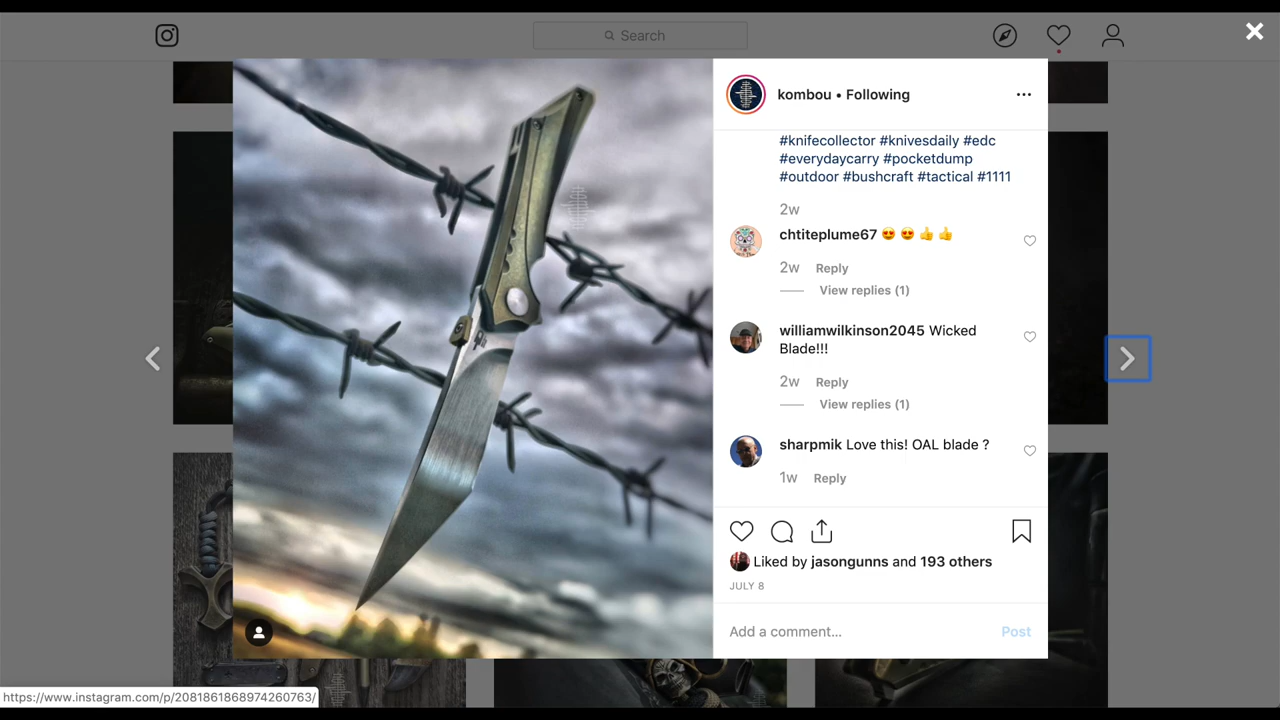 Search
kombou • Following
#knifecollector #knivesdaily #edc
#everydaycarry #pocketdump
#outdoor #bushcraft #tactical #1111
2w
chtiteplume67 😍 😍 👍 👍
2w Reply
View replies (1)
williamwilkinson2045 Wicked
Blade!!!
2w Reply
View replies (1)
sharpmik Love this! OAL blade ?
1w Reply
Liked by jasongunns and 193 others
JULY 8
Add a comment... Post
https://www.instagram.com/p/2081861868974260763/